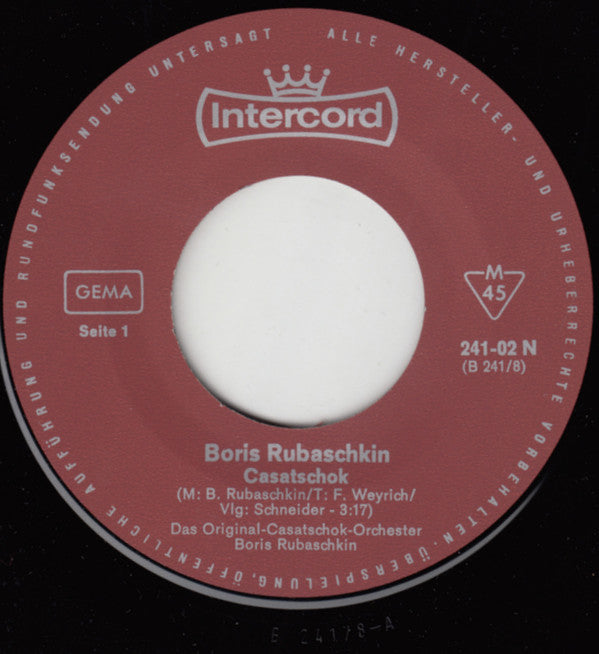 ALLE HERSTELLER- UND URHEBERRECHTE VORBEHALTEN. ÜBERSPIELUNG, ÖFFENTLICHE AUFFÜHRUNG UND RUNDFUNKSENDUNG UNTERSAGT
Intercord
GEMA
Seite 1
M
45
241-02 N
(B 241/8)
Boris Rubaschkin
Casatschok
(M: B. Rubaschkin/T: F. Weyrich/
Vlg: Schneider - 3:17)
Das Original-Casatschok-Orchester
Boris Rubaschkin
E 241/8-A